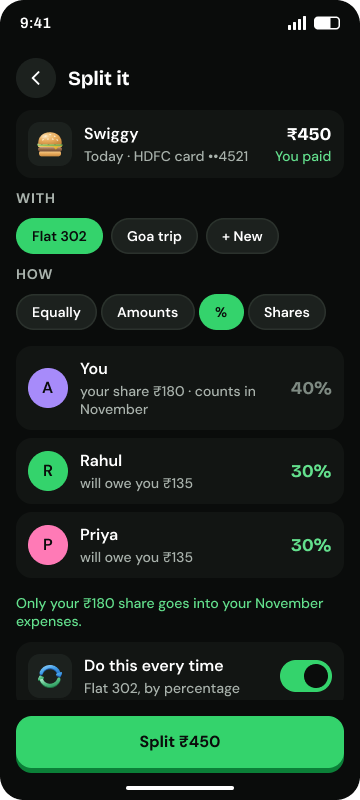 9:41
Split it
Swiggy
₹450
Today · HDFC card ••4521
You paid
WITH
Flat 302
Goa trip
+ New
HOW
Equally
Amounts
%
Shares
A
You
your share ₹180 · counts in
November
40%
R
Rahul
will owe you ₹135
30%
P
Priya
will owe you ₹135
30%
Only your ₹180 share goes into your November
expenses.
Do this every time
Flat 302, by percentage
Split ₹450